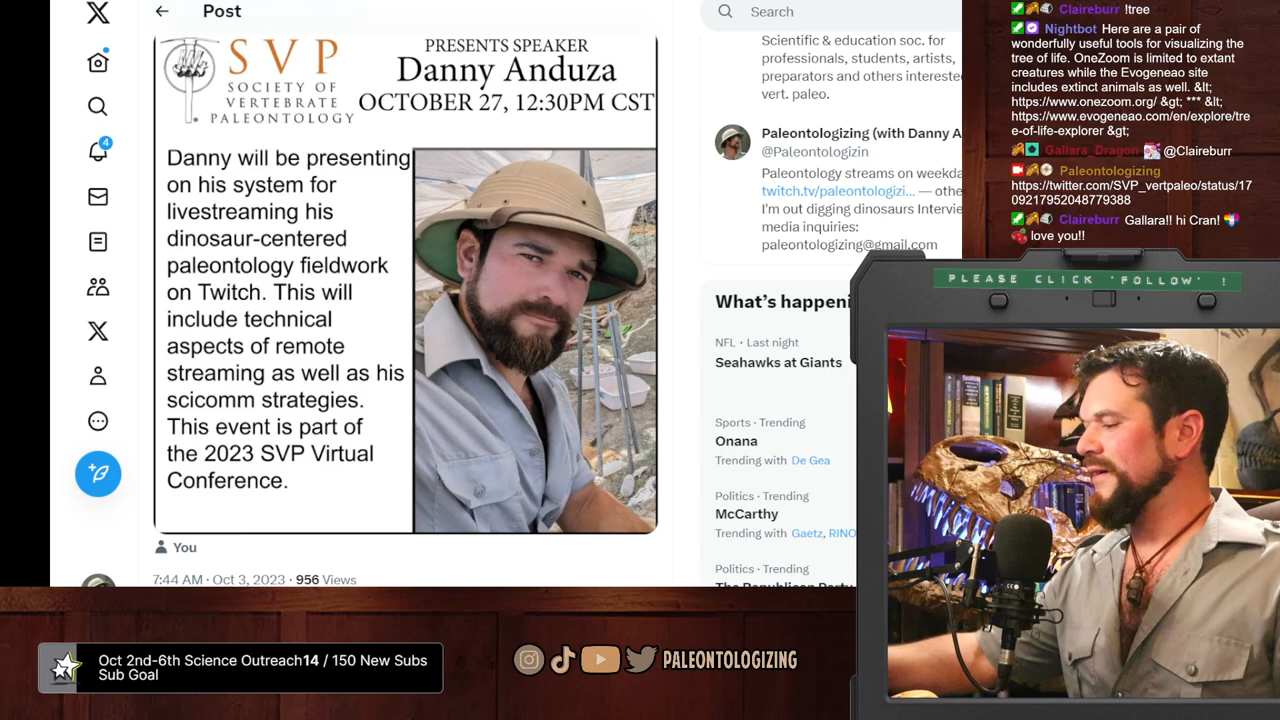 Post
SVP
SOCIETY OF
VERTEBRATE
PALEONTOLOGY
PRESENTS SPEAKER
Danny Anduza
OCTOBER 27, 12:30PM CST
Danny will be presenting
on his system for
livestreaming his
dinosaur-centered
paleontology fieldwork
on Twitch. This will
include technical
aspects of remote
streaming as well as his
scicomm strategies.
This event is part of
the 2023 SVP Virtual
Conference.
You
7:44 AM · Oct 3, 2023 · 956 Views
4
Search
Scientific & education soc. for
professionals, students, artists,
preparators and others intereste
vert. paleo.
Paleontologizing (with Danny A
@Paleontologizin
Paleontology streams on weekda
twitch.tv/paleontologizi... — othe
I'm out digging dinosaurs Intervie
media inquiries:
paleontologizing@gmail.com
What's happeni
NFL · Last night
Seahawks at Giants
Sports · Trending
Onana
Trending with De Gea
Politics · Trending
McCarthy
Trending with Gaetz, RINO
Politics · Trending
The Republican Party
Claireburr !tree
Nightbot Here are a pair of
wonderfully useful tools for visualizing the
tree of life. OneZoom is limited to extant
creatures while the Evogeneao site
includes extinct animals as well. &lt;
https://www.onezoom.org/ &gt; *** &lt;
https://www.evogeneao.com/en/explore/tre
e-of-life-explorer &gt;
Gallara_Dragon @Claireburr
Paleontologizing
https://twitter.com/SVP_vertpaleo/status/17
09217952048779388
Claireburr Gallara!! hi Cran!
love you!!
PLEASE CLICK 'FOLLOW' !
Oct 2nd-6th Science Outreach14 / 150 New Subs
Sub Goal
PALEONTOLOGIZING